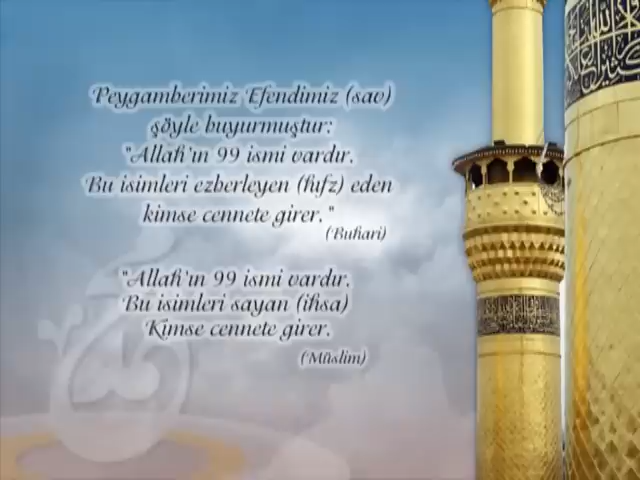 Peygamberimiz Efendimiz (sav)
şöyle buyurmuştur:
"Allah'ın 99 ismi vardır.
Bu isimleri ezberleyen (hıfz) eden
kimse cennete girer."
(Buhari)
"Allah'ın 99 ismi vardır.
Bu isimleri sayan (ihsa)
Kimse cennete girer.
(Müslim)